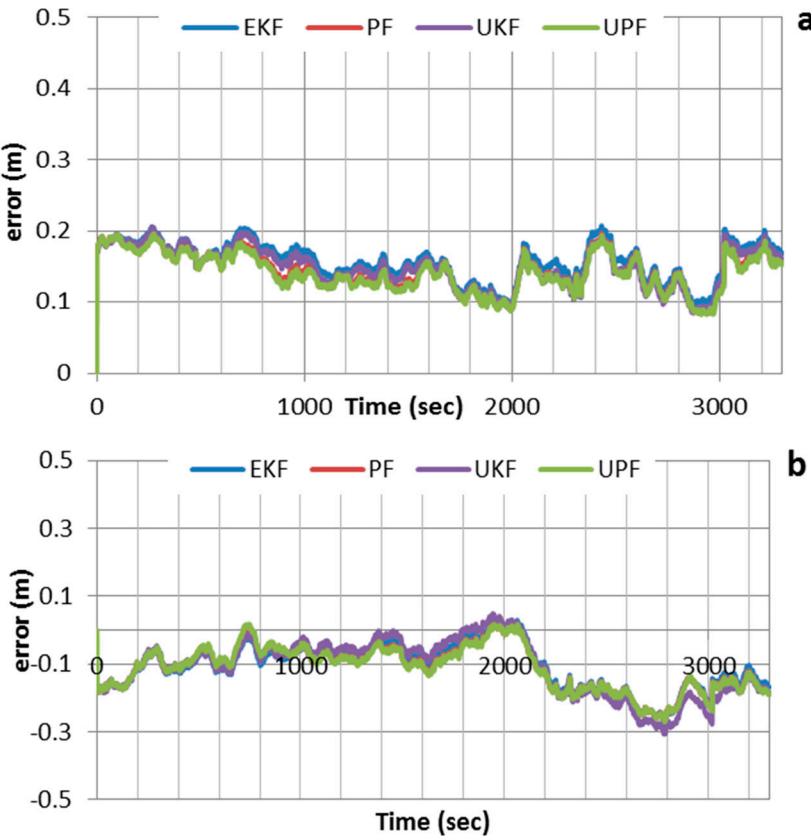 a
0.5
EKF PF UKF UPF
0.4
0.3
error (m)
0.2
0.1
0
0 1000 Time (sec) 2000 3000
b
0.5
EKF PF UKF UPF
0.3
0.1
error (m)
-0.1
0 1000 2000 3000
-0.3
-0.5
Time (sec)